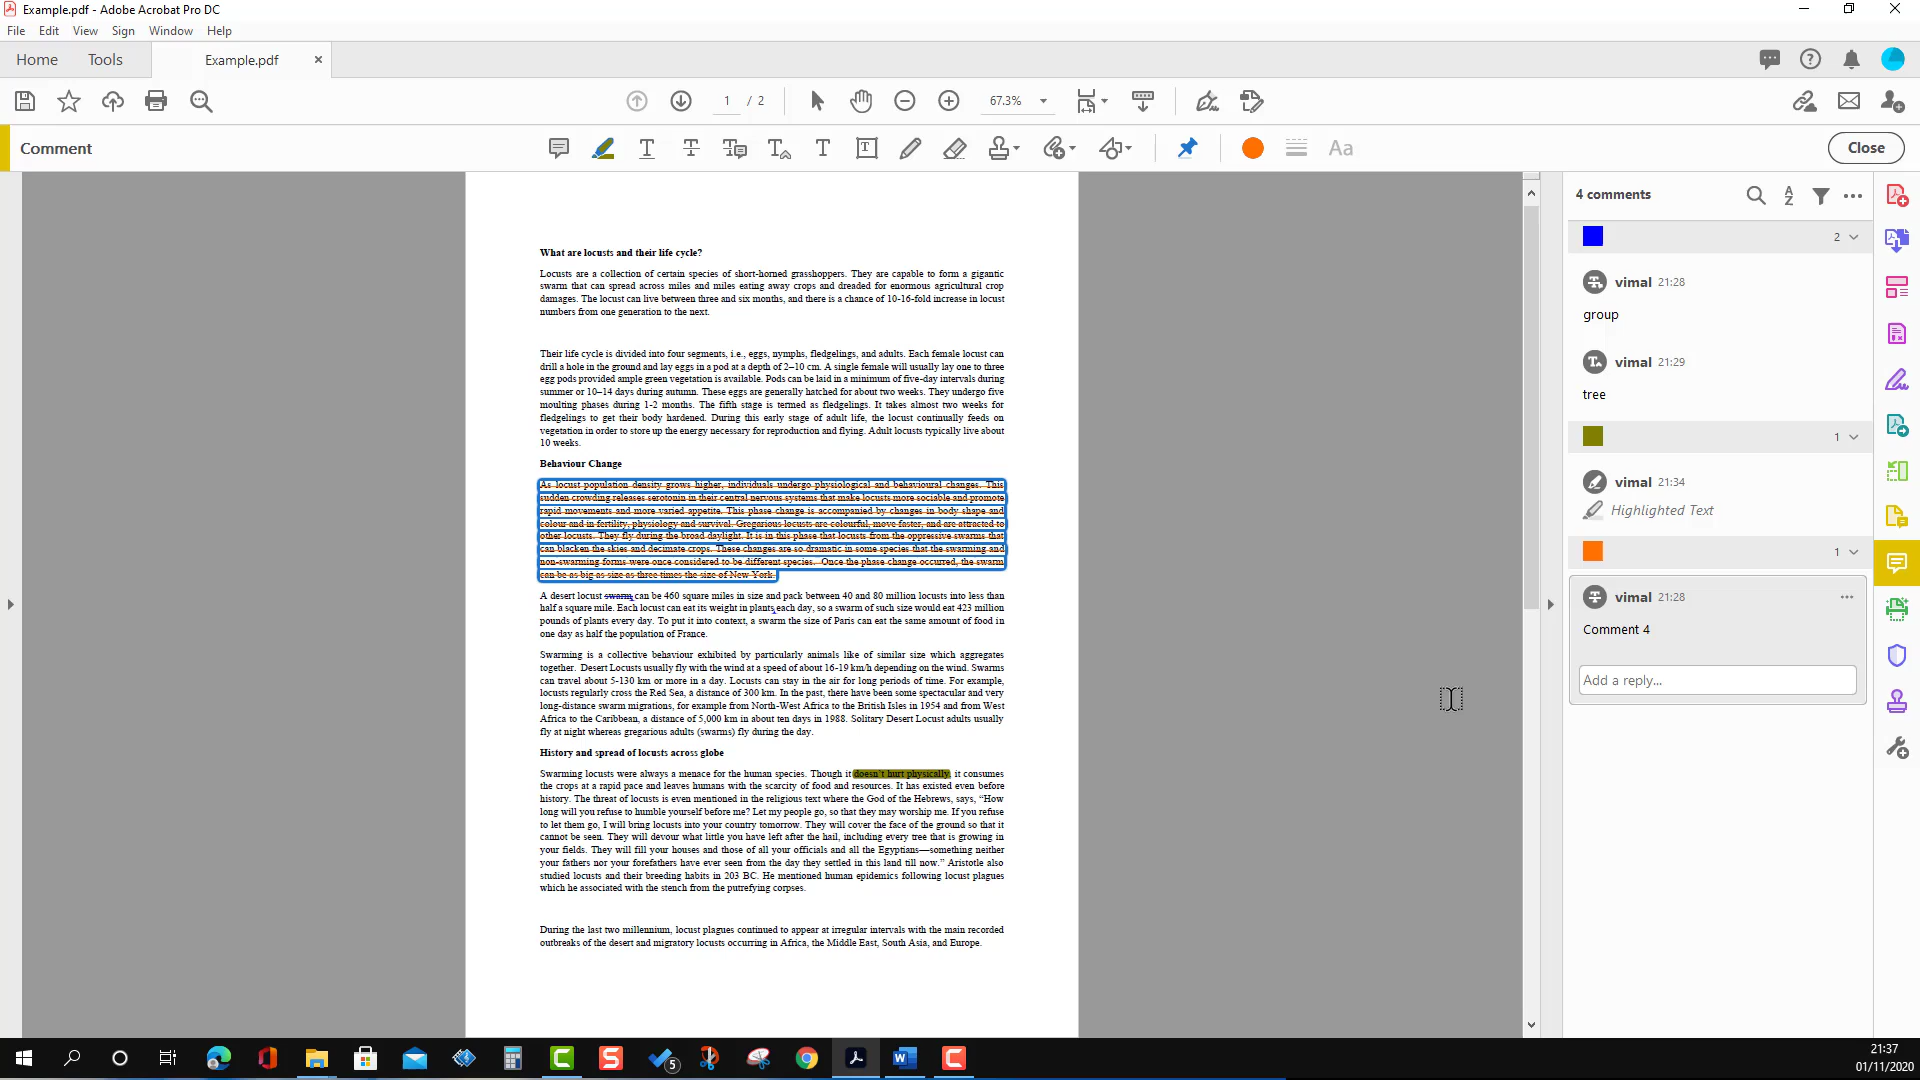 Example.pdf - Adobe Acrobat Pro DC
File Edit View Sign Window Help
Home Tools Example.pdf
1 / 2 67.3%
Comment
Aa
Close
What are locusts and their life cycle?
Locusts are a collection of certain species of short-horned grasshoppers. They are capable to form a gigantic
swarm that can spread across miles and miles eating away crops and dreaded for enormous agricultural crop
damages. The locust can live between three and six months, and there is a chance of 10-16-fold increase in locust
numbers from one generation to the next.
Their life cycle is divided into four segments, i.e., eggs, nymphs, fledgelings, and adults. Each female locust can
drill a hole in the ground and lay eggs in a pod at a depth of 2–10 cm. A single female will usually lay one to three
egg pods provided ample green vegetation is available. Pods can be laid in a minimum of five-day intervals during
summer or 10–14 days during autumn. These eggs are generally hatched for about two weeks. They undergo five
moulting phases during 1-2 months. The fifth stage is termed as fledgelings. It takes almost two weeks for
fledgelings to get their body hardened. During this early stage of adult life, the locust continually feeds on
vegetation in order to store up the energy necessary for reproduction and flying. Adult locusts typically live about
10 weeks.
Behaviour Change
As locust population density grows higher, individuals undergo physiological and behavioural changes. This
sudden crowding releases serotonin in their central nervous systems that make locusts more sociable and promote
rapid movements and more varied appetite. This phase change is accompanied by changes in body shape and
colour and in fertility, physiology and survival. Gregarious locusts are colourful, move faster, and are attracted to
other locusts. They fly during the broad daylight. It is in this phase that locusts from the oppressive swarms that
can blacken the skies and decimate crops. These changes are so dramatic in some species that the swarming and
non-swarming forms were once considered to be different species. Once the phase change occurred, the swarm
can be as big as size as three times the size of New York.
A desert locust swarm can be 460 square miles in size and pack between 40 and 80 million locusts into less than
half a square mile. Each locust can eat its weight in plants each day, so a swarm of such size would eat 423 million
pounds of plants every day. To put it into context, a swarm the size of Paris can eat the same amount of food in
one day as half the population of France.
Swarming is a collective behaviour exhibited by particularly animals like of similar size which aggregates
together. Desert Locusts usually fly with the wind at a speed of about 16-19 km/h depending on the wind. Swarms
can travel about 5-130 km or more in a day. Locusts can stay in the air for long periods of time. For example,
locusts regularly cross the Red Sea, a distance of 300 km. In the past, there have been some spectacular and very
long-distance swarm migrations, for example from North-West Africa to the British Isles in 1954 and from West
Africa to the Caribbean, a distance of 5,000 km in about ten days in 1988. Solitary Desert Locust adults usually
fly at night whereas gregarious adults (swarms) fly during the day.
History and spread of locusts across globe
Swarming locusts were always a menace for the human species. Though it doesn't hurt physically, it consumes
the crops at a rapid pace and leaves humans with the scarcity of food and resources. It has existed even before
history. The threat of locusts is even mentioned in the religious text where the God of the Hebrews, says, “How
long will you refuse to humble yourself before me? Let my people go, so that they may worship me. If you refuse
to let them go, I will bring locusts into your country tomorrow. They will cover the face of the ground so that it
cannot be seen. They will devour what little you have left after the hail, including every tree that is growing in
your fields. They will fill your houses and those of all your officials and all the Egyptians—something neither
your fathers nor your forefathers have ever seen from the day they settled in this land till now.” Aristotle also
studied locusts and their breeding habits in 203 BC. He mentioned human epidemics following locust plagues
which he associated with the stench from the putrefying corpses.
During the last two millennium, locust plagues continued to appear at irregular intervals with the main recorded
outbreaks of the desert and migratory locusts occurring in Africa, the Middle East, South Asia, and Europe.
4 comments
2
vimal 21:28
group
vimal 21:29
tree
1
vimal 21:34
Highlighted Text
1
vimal 21:28
Comment 4
Add a reply...
5
21:37
01/11/2020